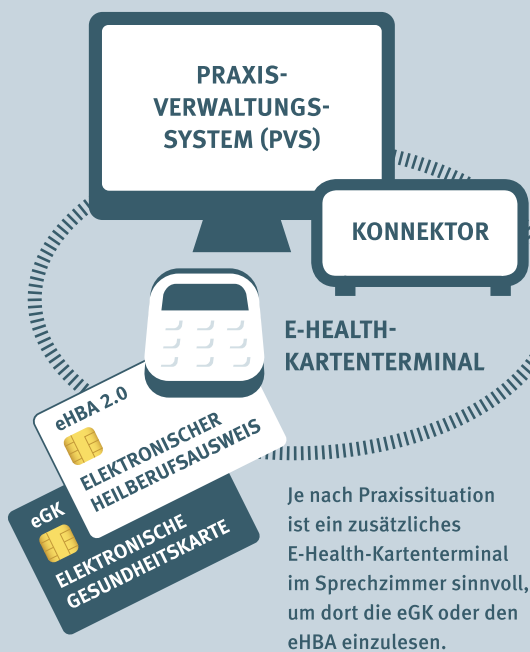 PRAXIS-
VERWALTUNGS-
SYSTEM (PVS)
KONNEKTOR
E-HEALTH-
KARTENTERMINAL
eHBA 2.0
ELEKTRONISCHER
HEILBERUFSAUSWEIS
eGK
ELEKTRONISCHE
GESUNDHEITSKARTE
Je nach Praxissituation
ist ein zusätzliches
E-Health-Kartenterminal
im Sprechzimmer sinnvoll,
um dort die eGK oder den
eHBA einzulesen.